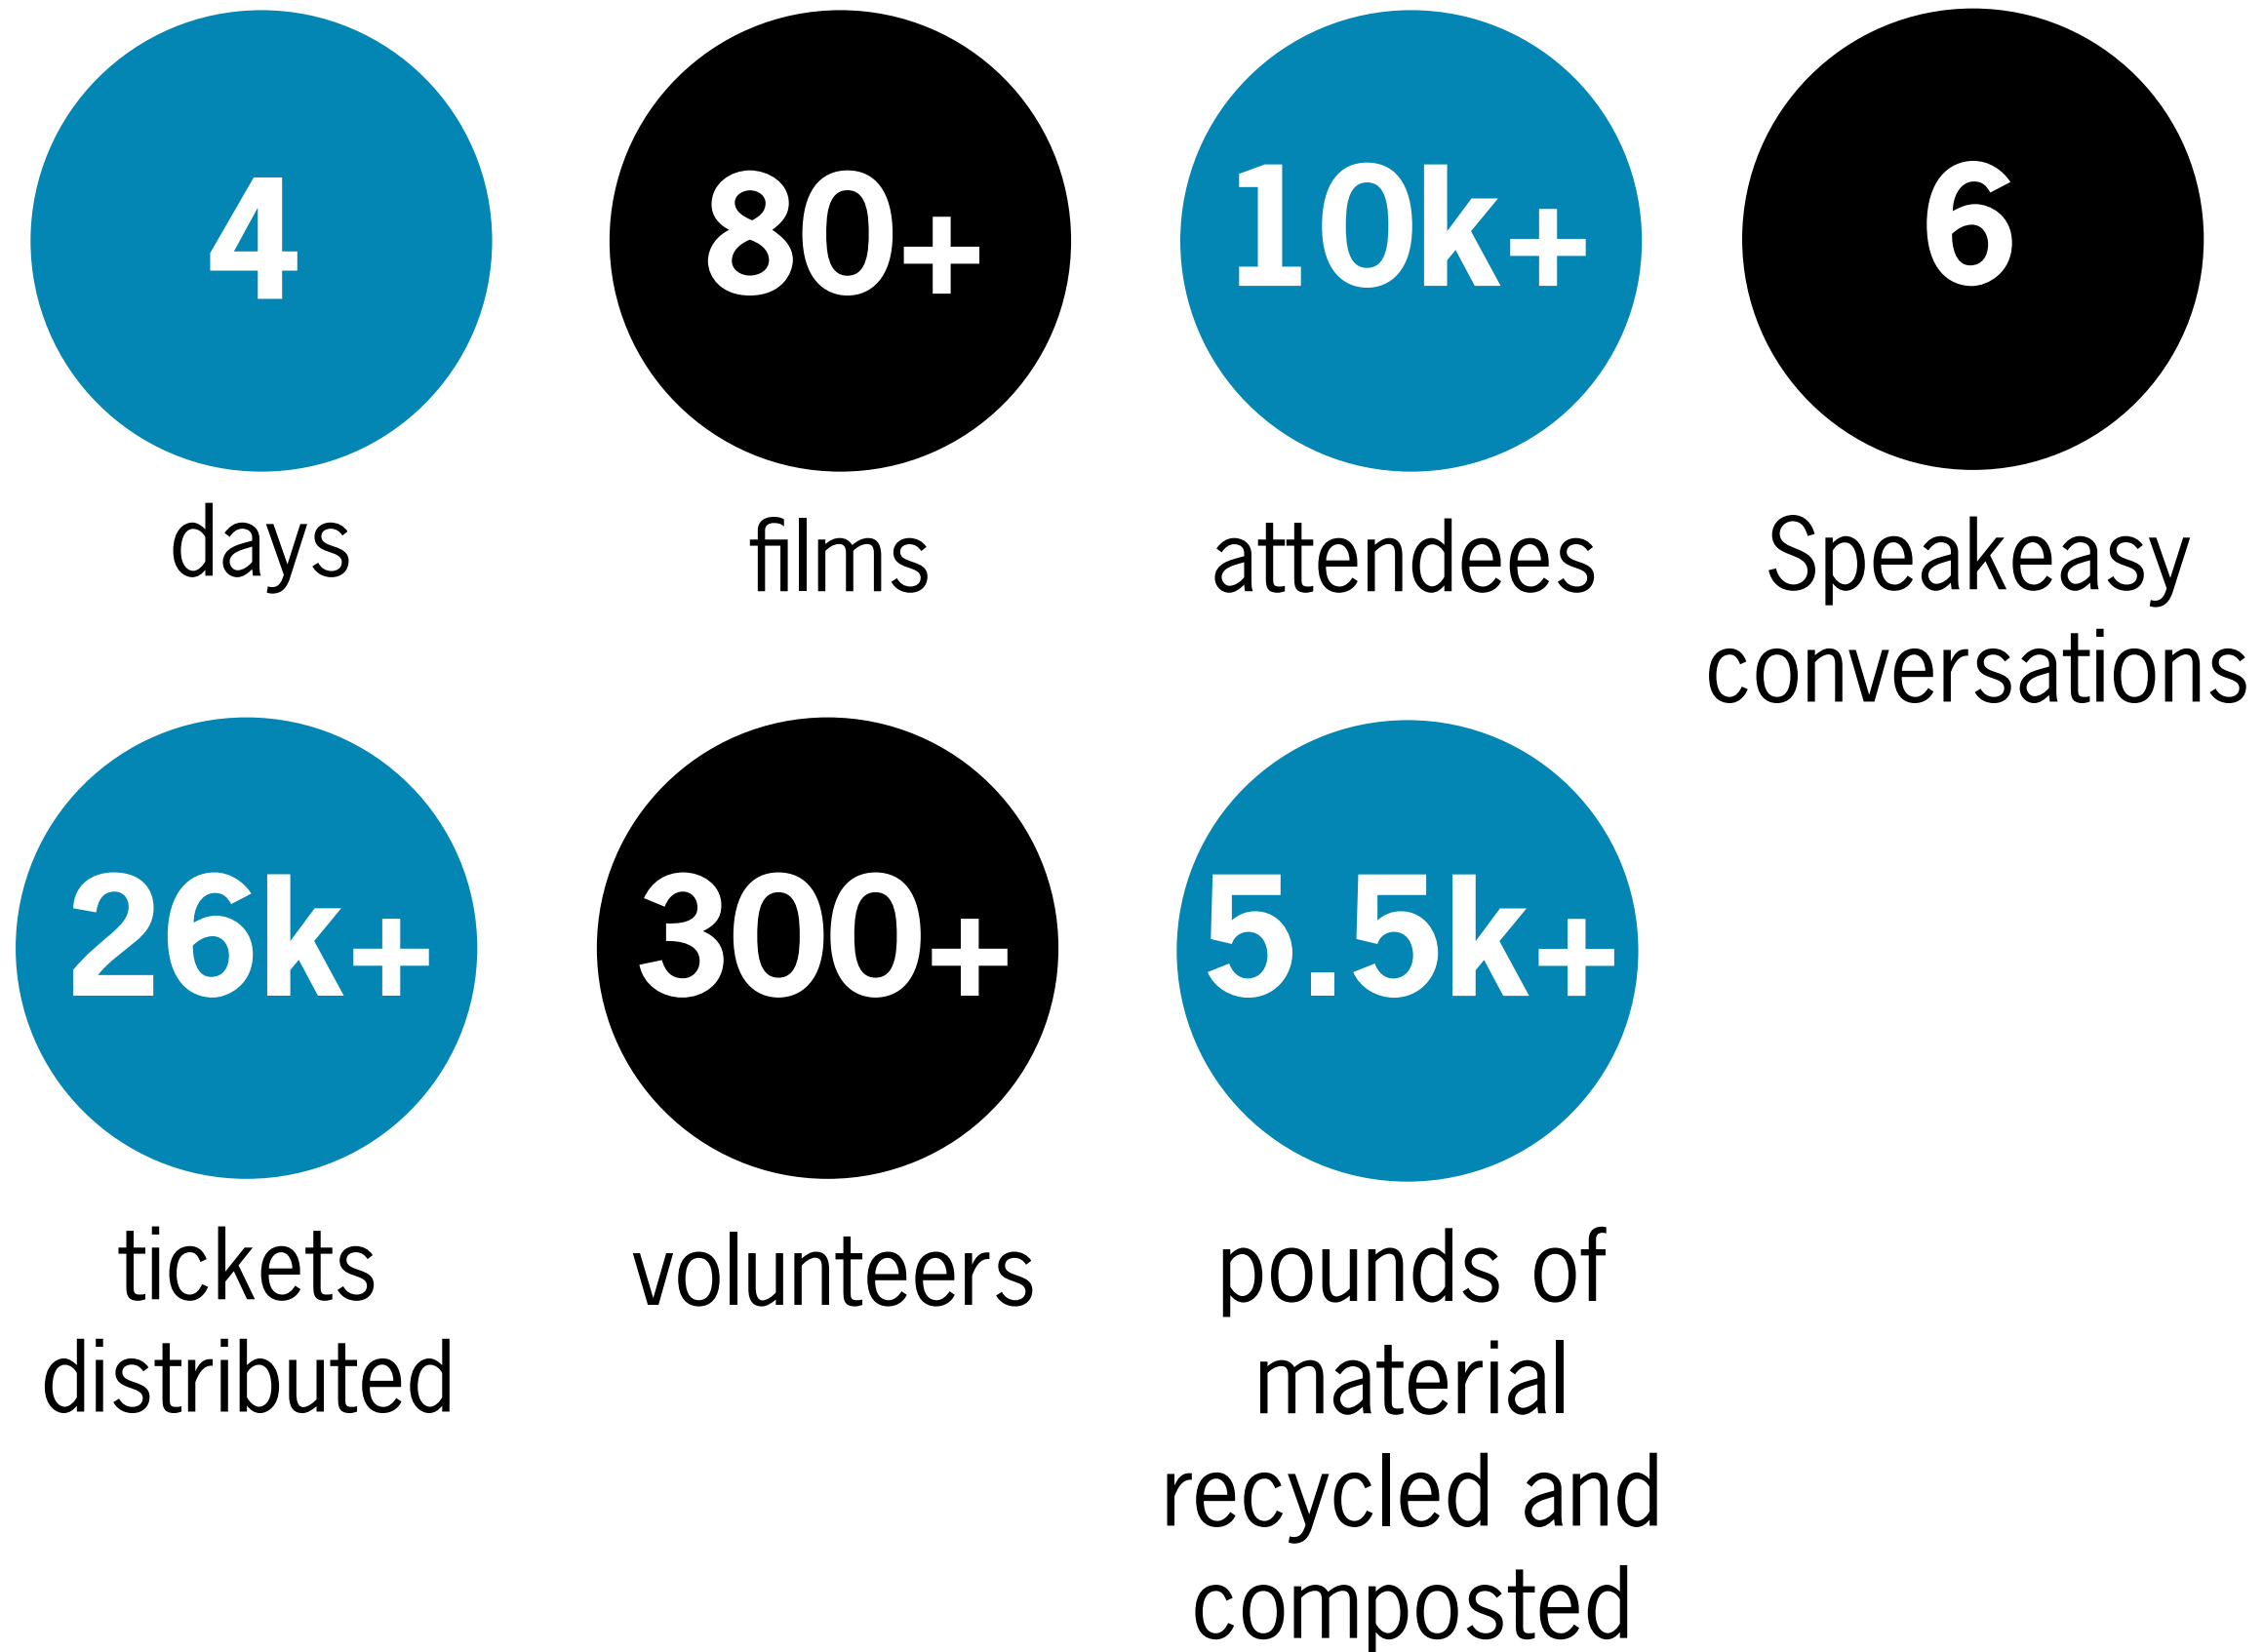 4
days
80+
films
10k+
attendees
6
Speakeasy
conversations
26k+
tickets
distributed
300+
volunteers
5.5k+
pounds of
material
recycled and
composted